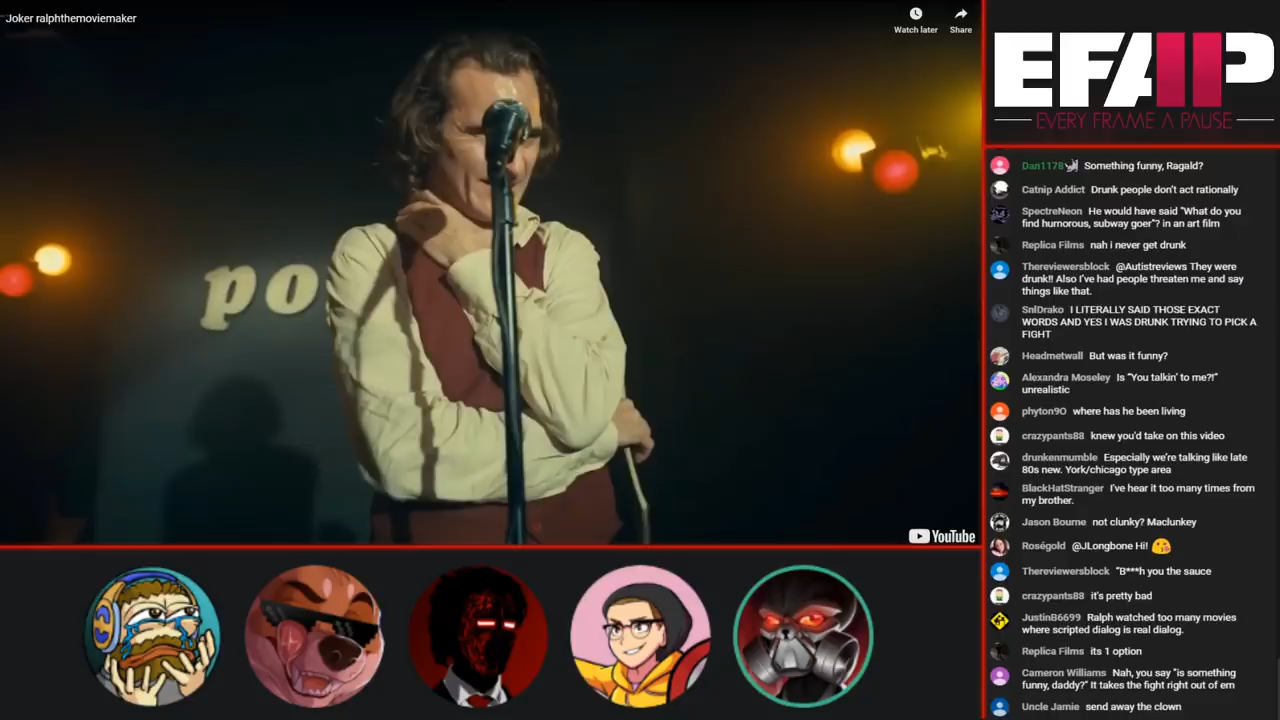 Joker ralphthemoviemaker
Watch later
Share
po
YouTube
EFAP
EVERY FRAME A PAUSE
Dan1178 Something funny, Ragald?
Catnip Addict Drunk people don't act rationally
SpectreNeon He would have said "What do you
find humorous, subway goer"? in an art film
Replica Films nah i never get drunk
Thereviewersblock @Autistreviews They were
drunk!! Also I've had people threaten me and say
things like that.
SnlDrako I LITERALLY SAID THOSE EXACT
WORDS AND YES I WAS DRUNK TRYING TO PICK A
FIGHT
Headmetwall But was it funny?
Alexandra Moseley Is "You talkin' to me?!"
unrealistic
phyton90 where has he been living
crazypants88 knew you'd take on this video
drunkenmumble Especially we're talking like late
80s new. York/chicago type area
BlackHatStranger I've hear it too many times from
my brother.
Jason Bourne not clunky? Maclunkey
Roségold @JLongbone Hi!
Thereviewersblock "B***h you the sauce
crazypants88 it's pretty bad
JustinB6699 Ralph watched too many movies
where scripted dialog is real dialog.
Replica Films its 1 option
Cameron Williams Nah, you say "is something
funny, daddy?" It takes the fight right out of em
Uncle Jamie send away the clown